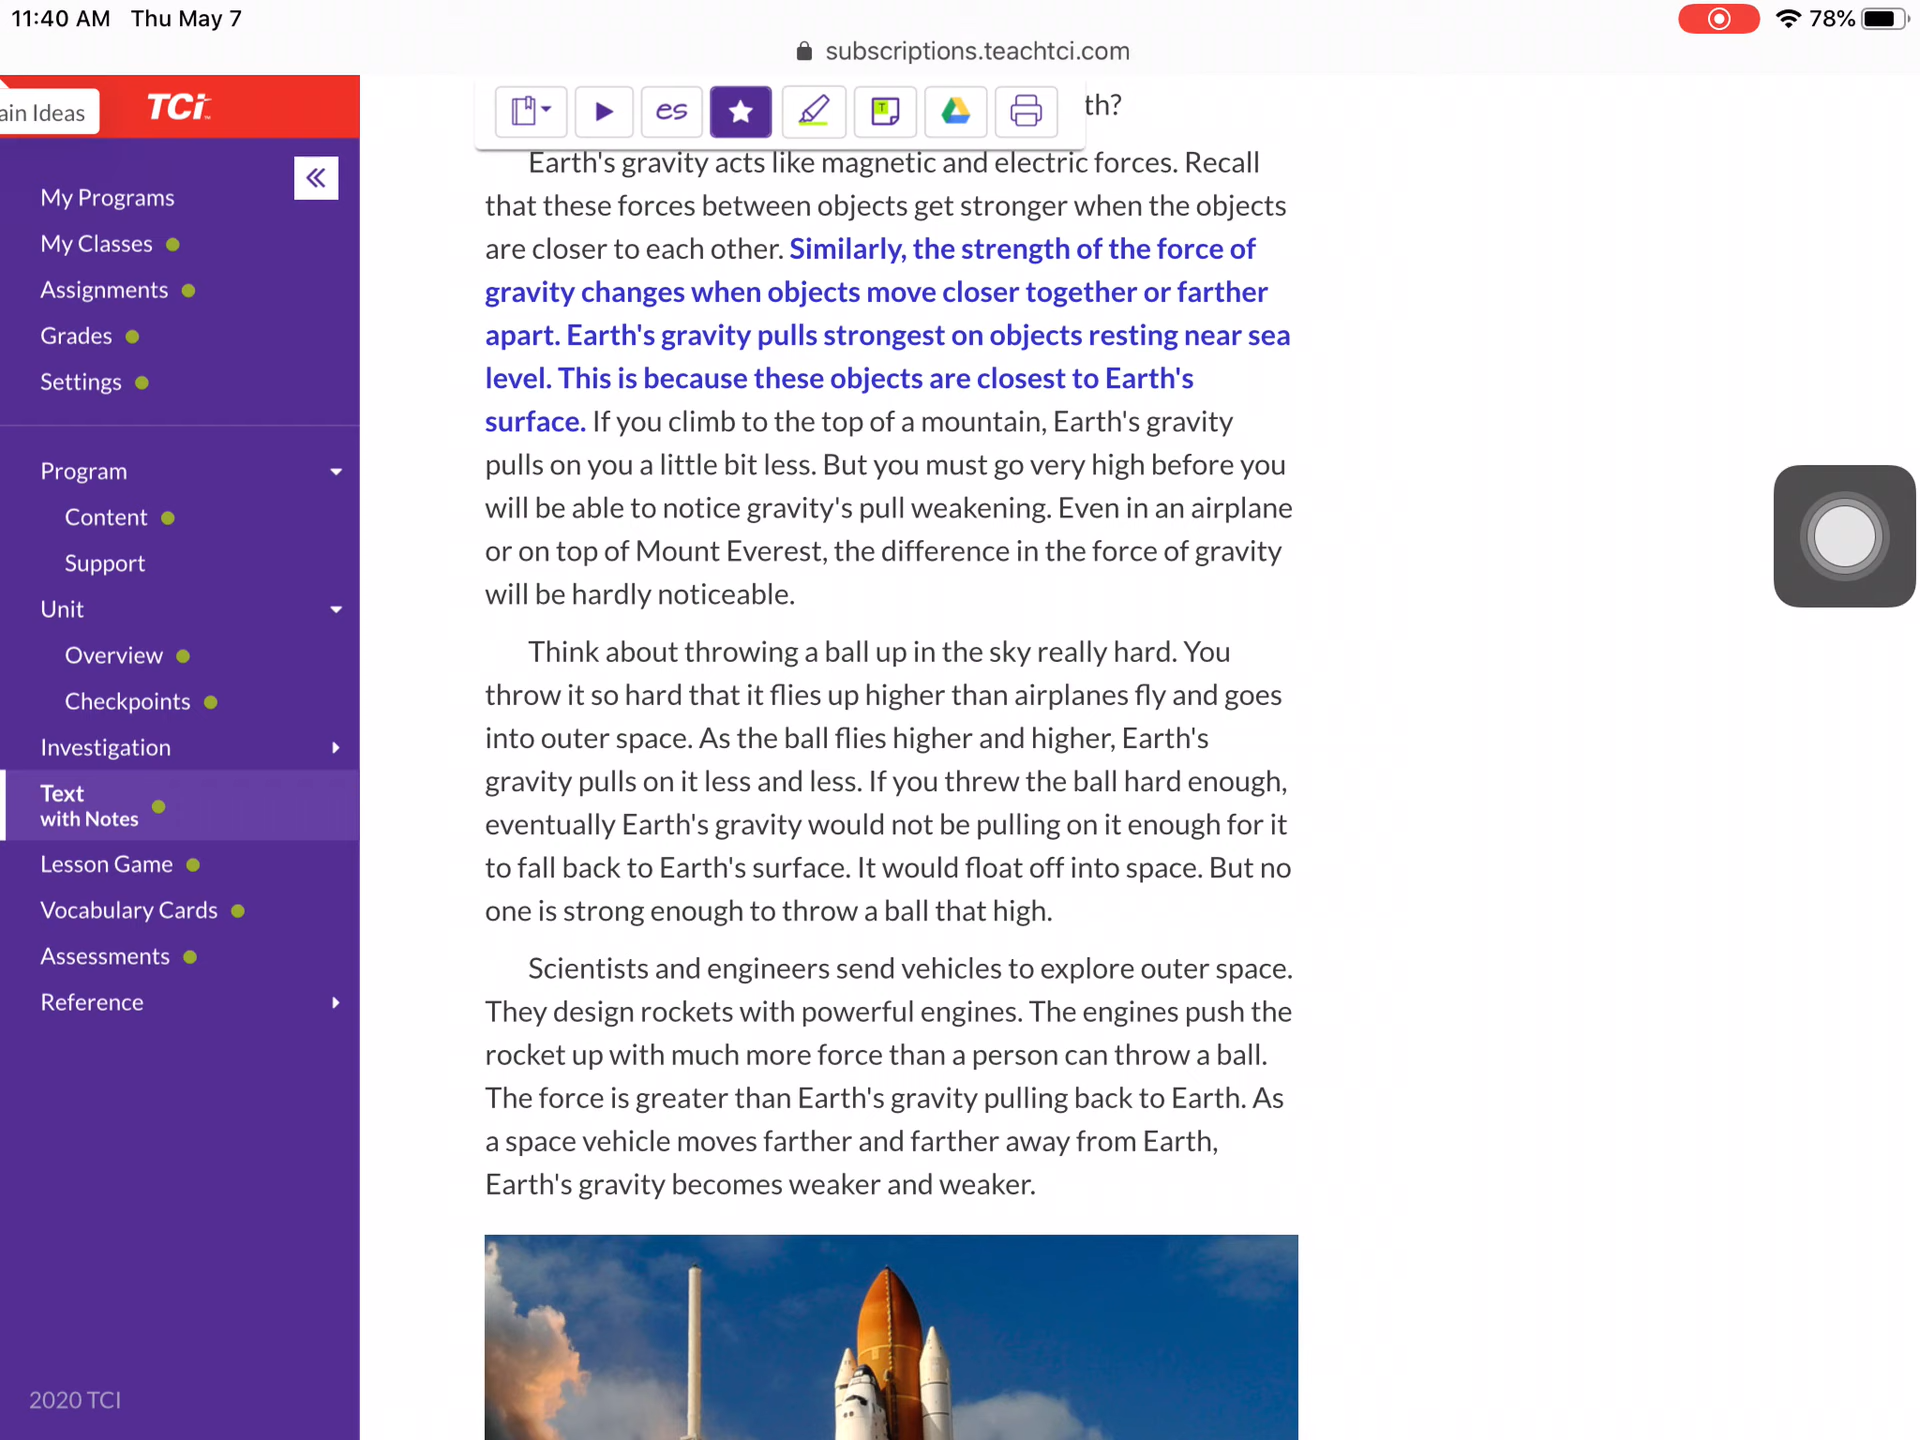 11:40 AM Thu May 7
78%
subscriptions.teachtci.com
ain Ideas
TCi
es
T
th?
My Programs
My Classes
Assignments
Grades
Settings
Program
Content
Support
Unit
Overview
Checkpoints
Investigation
Text
with Notes
Lesson Game
Vocabulary Cards
Assessments
Reference
2020 TCI
Earth's gravity acts like magnetic and electric forces. Recall
that these forces between objects get stronger when the objects
are closer to each other. Similarly, the strength of the force of
gravity changes when objects move closer together or farther
apart. Earth's gravity pulls strongest on objects resting near sea
level. This is because these objects are closest to Earth's
surface. If you climb to the top of a mountain, Earth's gravity
pulls on you a little bit less. But you must go very high before you
will be able to notice gravity's pull weakening. Even in an airplane
or on top of Mount Everest, the difference in the force of gravity
will be hardly noticeable.
Think about throwing a ball up in the sky really hard. You
throw it so hard that it flies up higher than airplanes fly and goes
into outer space. As the ball flies higher and higher, Earth's
gravity pulls on it less and less. If you threw the ball hard enough,
eventually Earth's gravity would not be pulling on it enough for it
to fall back to Earth's surface. It would float off into space. But no
one is strong enough to throw a ball that high.
Scientists and engineers send vehicles to explore outer space.
They design rockets with powerful engines. The engines push the
rocket up with much more force than a person can throw a ball.
The force is greater than Earth's gravity pulling back to Earth. As
a space vehicle moves farther and farther away from Earth,
Earth's gravity becomes weaker and weaker.